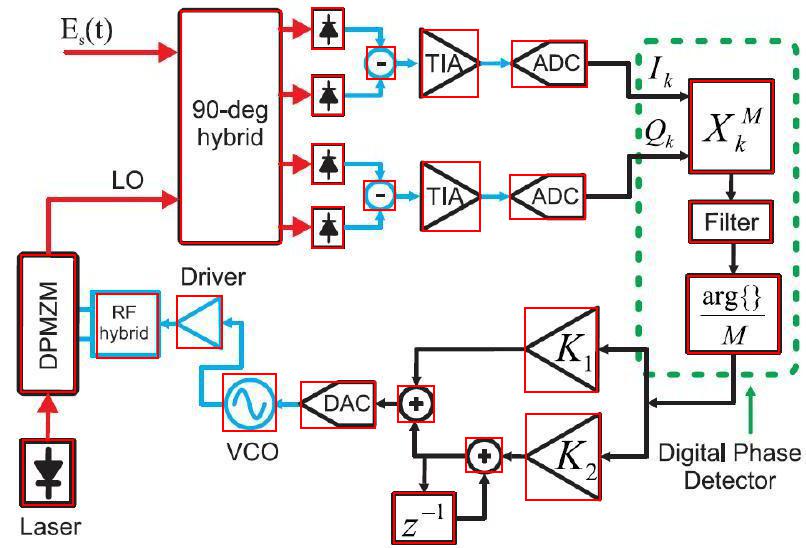 E_s(t)
90-deg
hybrid
-
TIA
ADC
I_k
X_k^M
Q_k
-
TIA
ADC
LO
Filter
arg{}
M
DPMZM
RF
hybrid
Driver
K_1
VCO
DAC
+
+
K_2
z^{-1}
Laser
Digital Phase
Detector